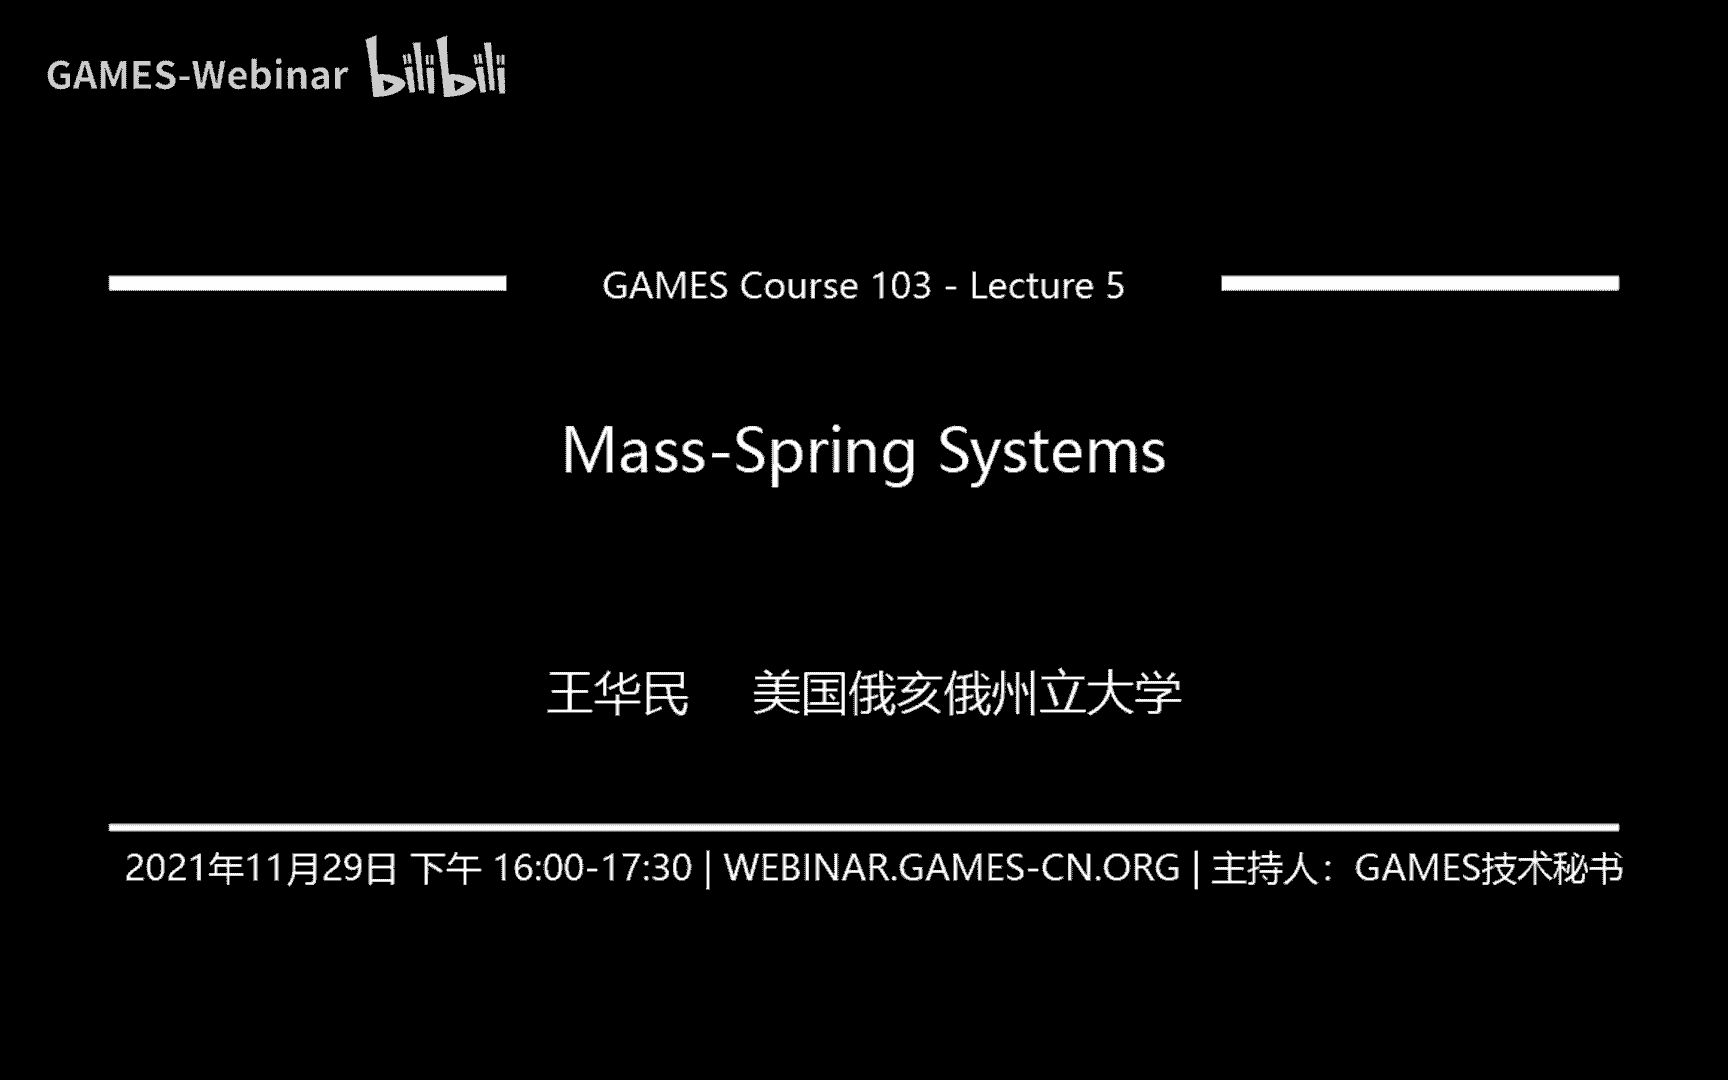 GAMES-Webinar bilibili
GAMES Course 103 - Lecture 5
Mass-Spring Systems
王华民 美国俄亥俄州立大学
2021年11月29日 下午 16:00-17:30 | WEBINAR.GAMES-CN.ORG | 主持人：GAMES技术秘书